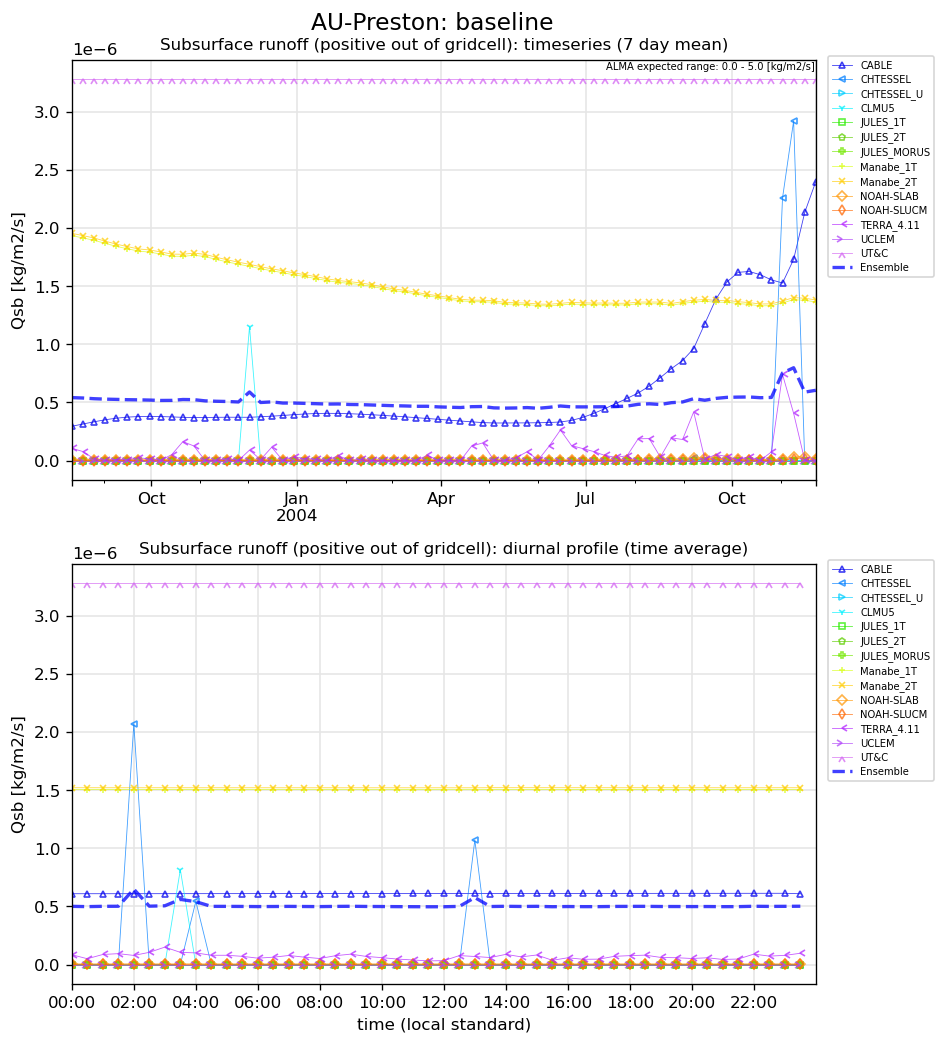 AU-Preston: baseline
Subsurface runoff (positive out of gridcell): timeseries (7 day mean)
1e−6
ALMA expected range: 0.0 - 5.0 [kg/m2/s]
3.0
2.5
2.0
1.5
1.0
0.5
0.0
Qsb [kg/m2/s]
Oct
Jan
2004
Apr
Jul
Oct
CABLE
CHTESSEL
CHTESSEL_U
CLMU5
JULES_1T
JULES_2T
JULES_MORUS
Manabe_1T
Manabe_2T
NOAH-SLAB
NOAH-SLUCM
TERRA_4.11
UCLEM
UT&C
Ensemble
Subsurface runoff (positive out of gridcell): diurnal profile (time average)
1e−6
3.0
2.5
2.0
1.5
1.0
0.5
0.0
Qsb [kg/m2/s]
00:00
02:00
04:00
06:00
08:00
10:00
12:00
14:00
16:00
18:00
20:00
22:00
time (local standard)
CABLE
CHTESSEL
CHTESSEL_U
CLMU5
JULES_1T
JULES_2T
JULES_MORUS
Manabe_1T
Manabe_2T
NOAH-SLAB
NOAH-SLUCM
TERRA_4.11
UCLEM
UT&C
Ensemble